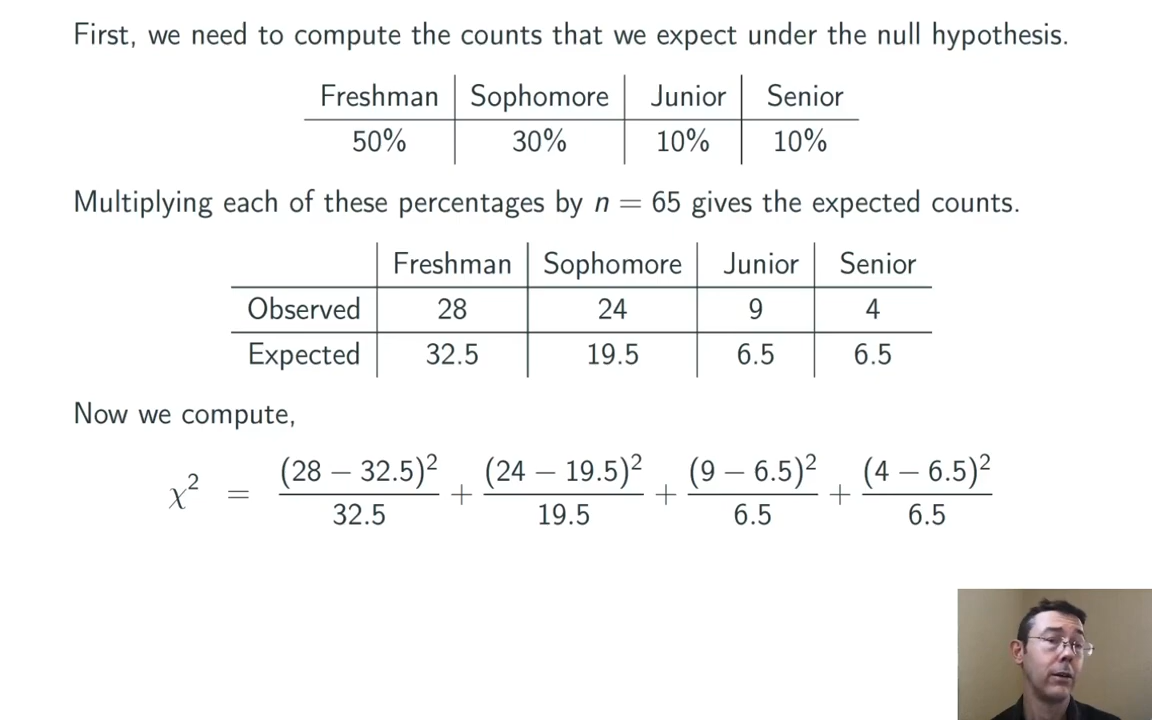 First, we need to compute the counts that we expect under the null hypothesis.
Freshman Sophomore Junior Senior
50% 30% 10% 10%
Multiplying each of these percentages by n = 65 gives the expected counts.
Freshman Sophomore Junior Senior
Observed 28 24 9 4
Expected 32.5 19.5 6.5 6.5
Now we compute,
χ² = (28 − 32.5)²/32.5 + (24 − 19.5)²/19.5 + (9 − 6.5)²/6.5 + (4 − 6.5)²/6.5